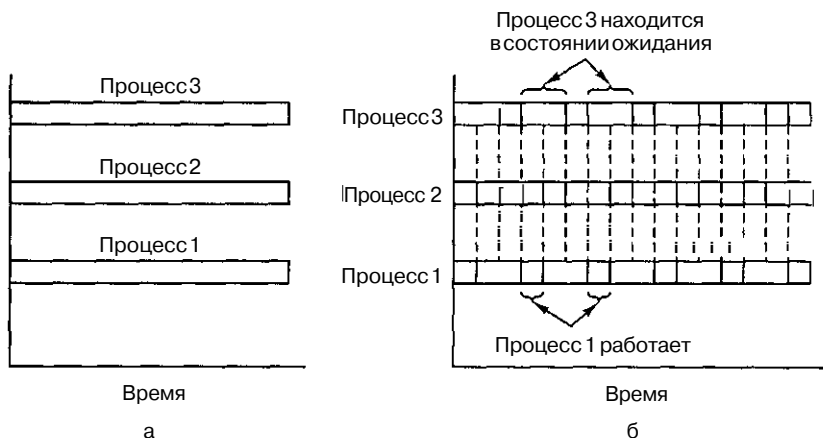 Процесс 3 находится
в состоянии ожидания
Процесс 3
Процесс 2
Процесс 1
Время
а
Процесс 3
Процесс 2
Процесс 1
Процесс 1 работает
Время
б